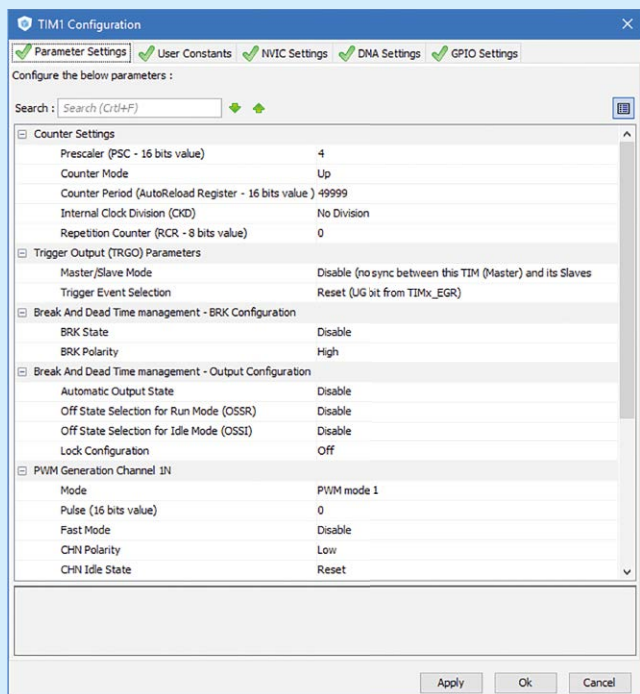 TIM1 Configuration
Parameter Settings User Constants NVIC Settings DNA Settings GPIO Settings
Configure the below parameters :
Search : Search (Crtl+F)
Counter Settings
Prescaler (PSC - 16 bits value) 4
Counter Mode Up
Counter Period (AutoReload Register - 16 bits value ) 49999
Internal Clock Division (CKD) No Division
Repetition Counter (RCR - 8 bits value) 0
Trigger Output (TRGO) Parameters
Master/Slave Mode Disable (no sync between this TIM (Master) and its Slaves
Trigger Event Selection Reset (UG bit from TIMx_EGR)
Break And Dead Time management - BRK Configuration
BRK State Disable
BRK Polarity High
Break And Dead Time management - Output Configuration
Automatic Output State Disable
Off State Selection for Run Mode (OSSR) Disable
Off State Selection for Idle Mode (OSSI) Disable
Lock Configuration Off
PWM Generation Channel 1N
Mode PWM mode 1
Pulse (16 bits value) 0
Fast Mode Disable
CHN Polarity Low
CHN Idle State Reset
Apply Ok Cancel